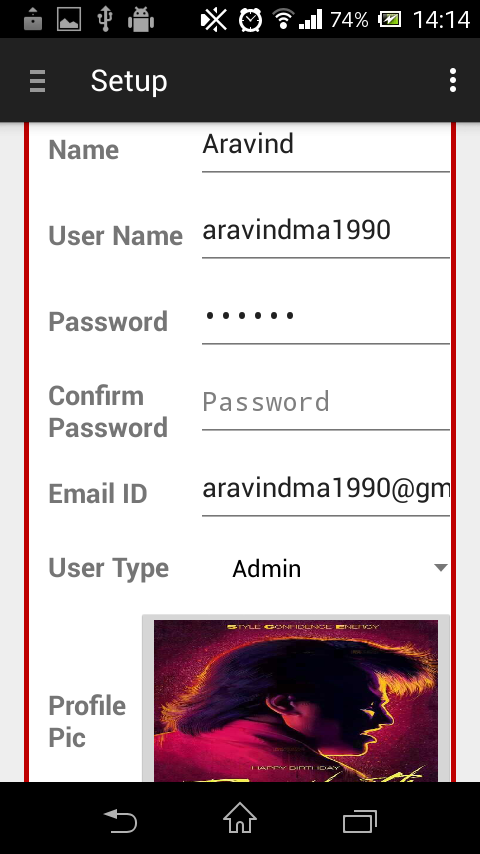 74% 14:14
Setup
Name Aravind
User Name aravindma1990
Password ••••••
Confirm Password Password
Email ID aravindma1990@gm
User Type Admin
STYLE CONFIDENCE ENERGY
Profile Pic
HAPPY BIRTHDAY